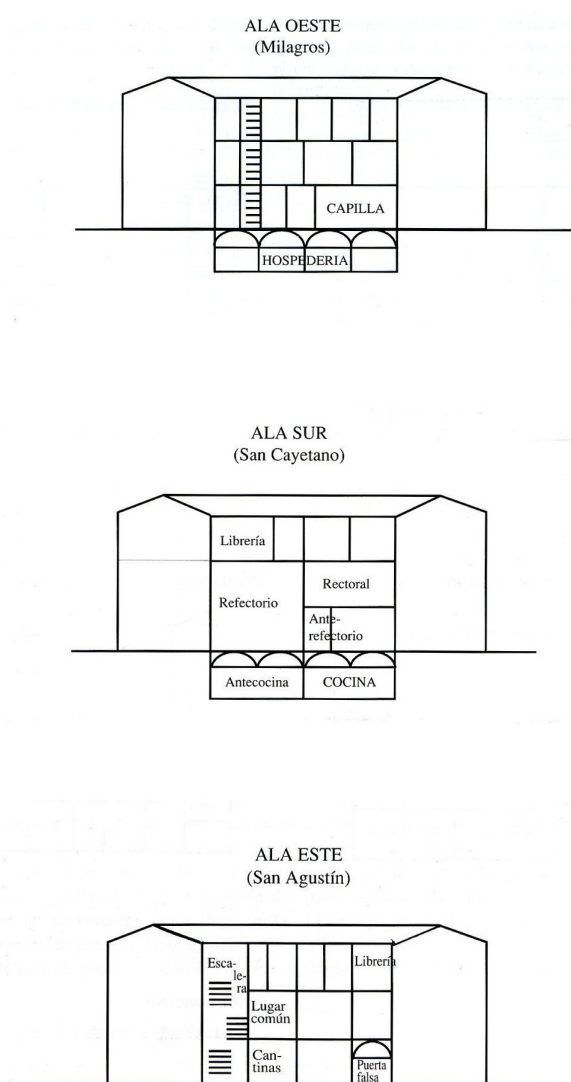 ALA OESTE
(Milagros)
CAPILLA
HOSPEDERIA
ALA SUR
(San Cayetano)
Librería
Rectoral
Refectorio
Ante-
refectorio
Antecocina
COCINA
ALA ESTE
(San Agustín)
Esca-
le-
ra
Librería
Lugar
común
Can-
tinas
Puerta
falsa